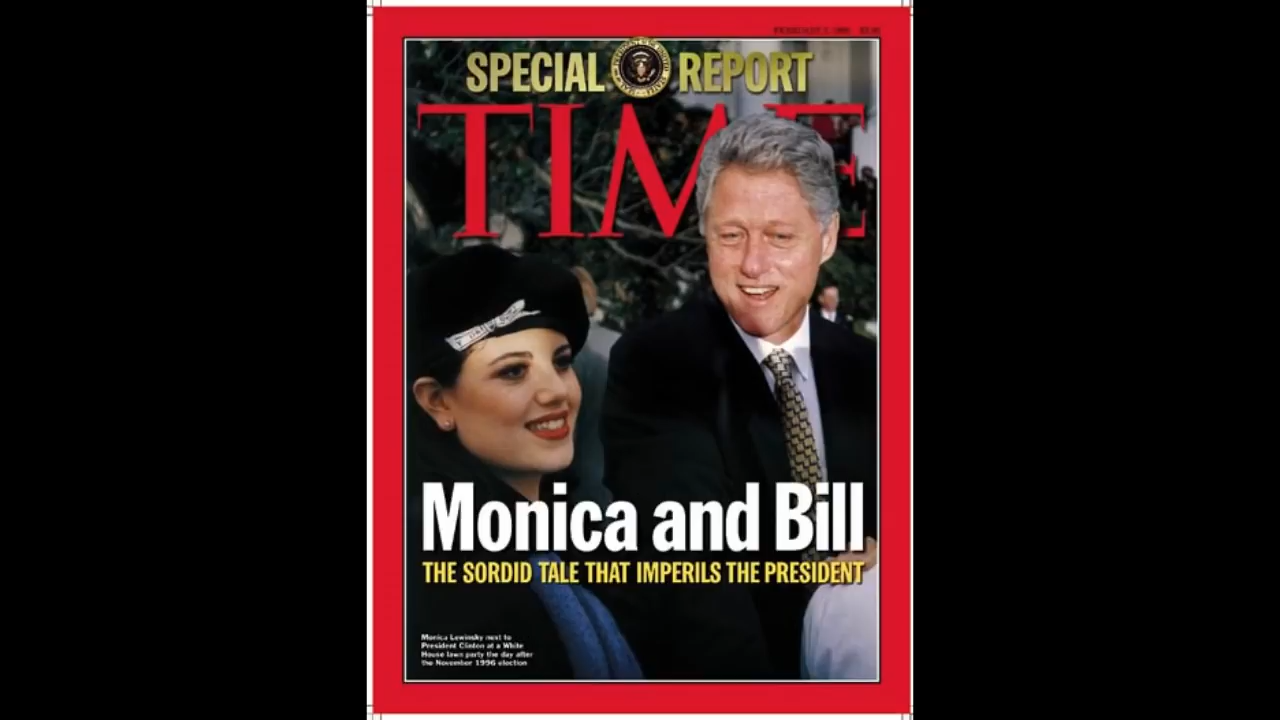 SPECIAL REPORT
TIME
Monica and Bill
THE SORDID TALE THAT IMPERILS THE PRESIDENT
Monica Lewinsky next to
President Clinton at a White
House lawn party the day after
the November 1996 election